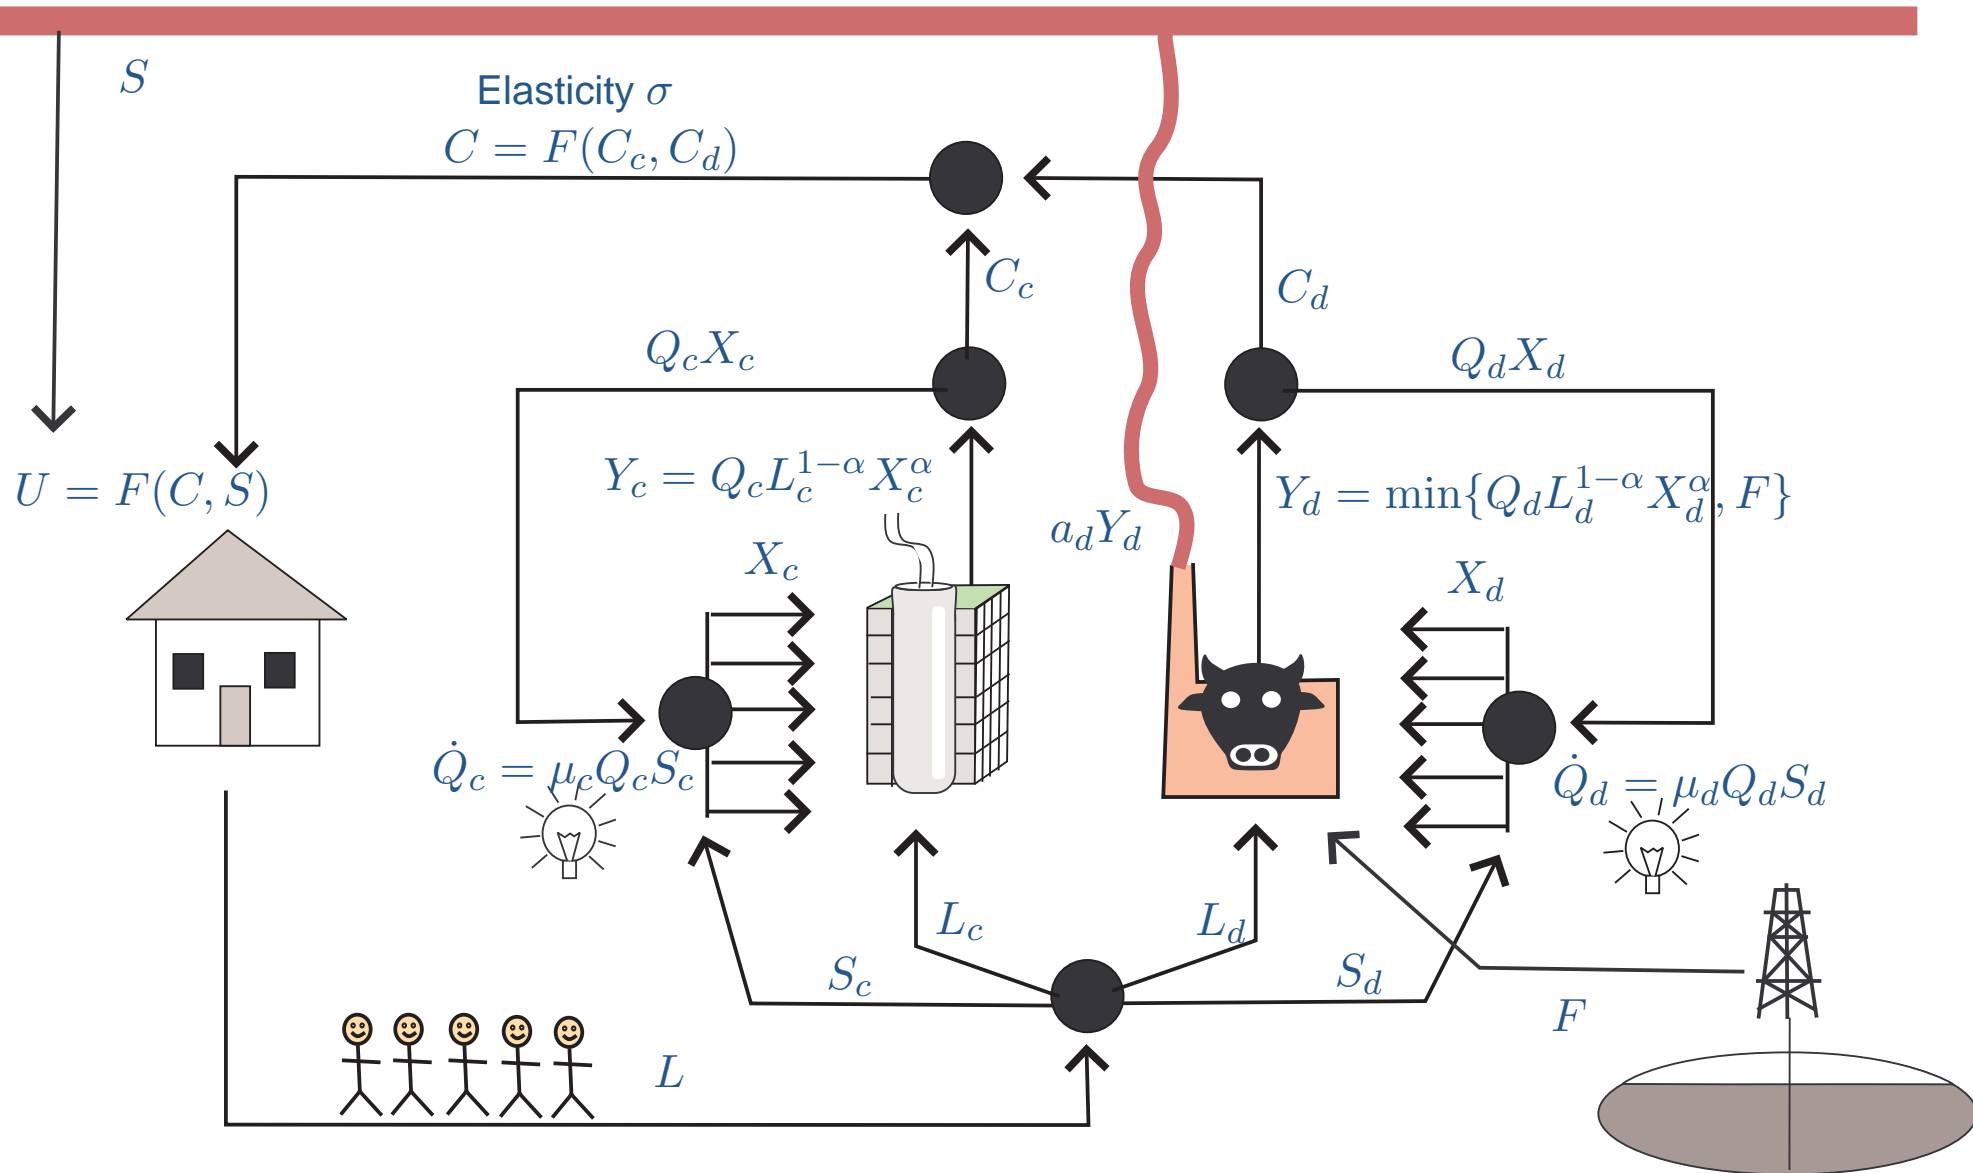 S
Elasticity σ
C = F(C_c, C_d)
C_c
C_d
Q_cX_c
Q_dX_d
U = F(C, S)
Y_c = Q_cL_c^{1−α}X_c^α
a_dY_d
Y_d = min{Q_dL_d^{1−α}X_d^α, F}
X_c
X_d
Q̇_c = μ_cQ_cS_c
Q̇_d = μ_dQ_dS_d
L_c
L_d
S_c
S_d
F
L